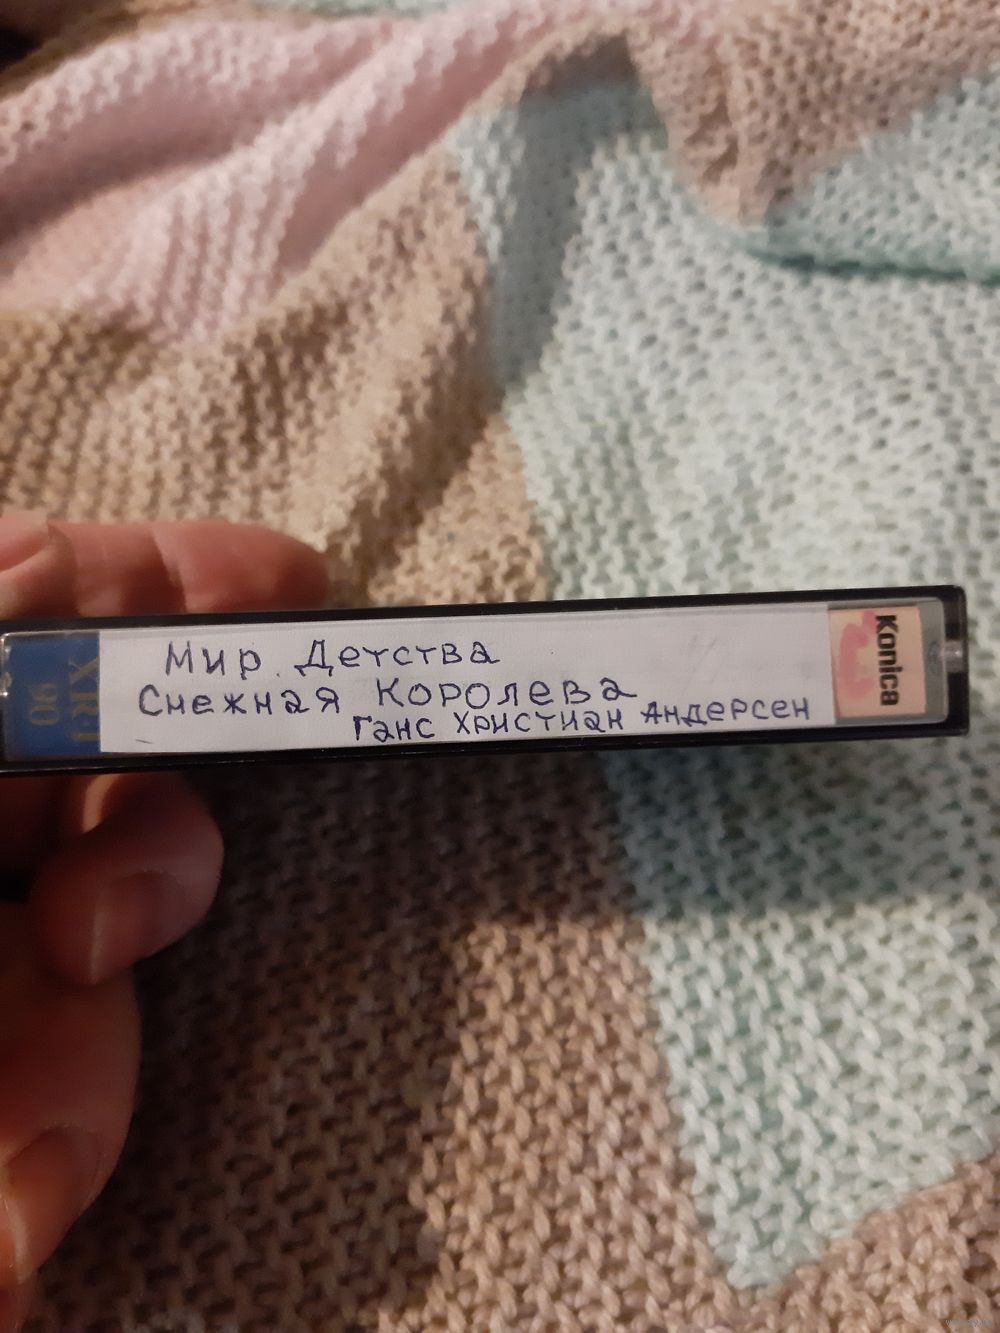 Мир Детства
Снежная Королева
Ганс Христиан Андерсен
Konica
XR-I
90